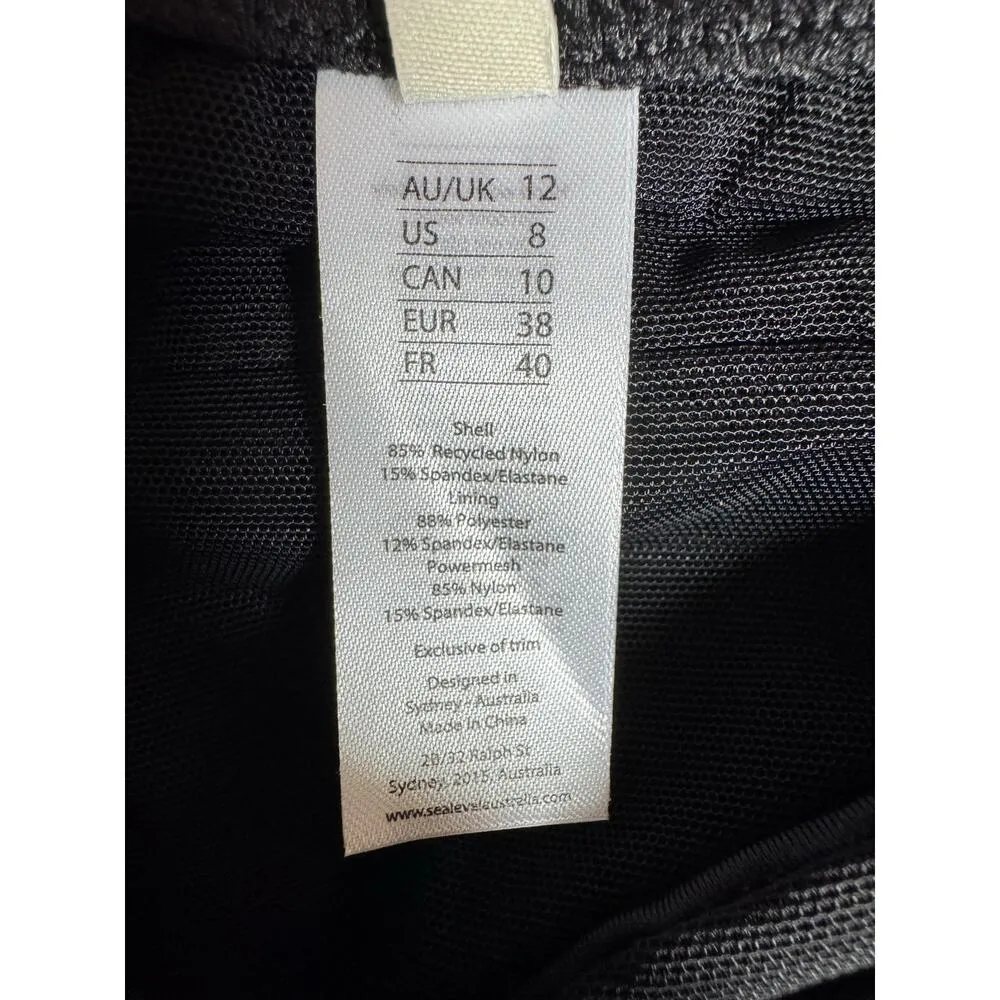 AU/UK 12
US 8
CAN 10
EUR 38
FR 40
Shell
85% Recycled Nylon
15% Spandex/Elastane
Lining
88% Polyester
12% Spandex/Elastane
Powermesh
85% Nylon
15% Spandex/Elastane
Exclusive of trim
Designed in
Sydney - Australia
Made in China
2B/32 Ralph St
Sydney, 2015, Australia
www.sealevelaustralia.com